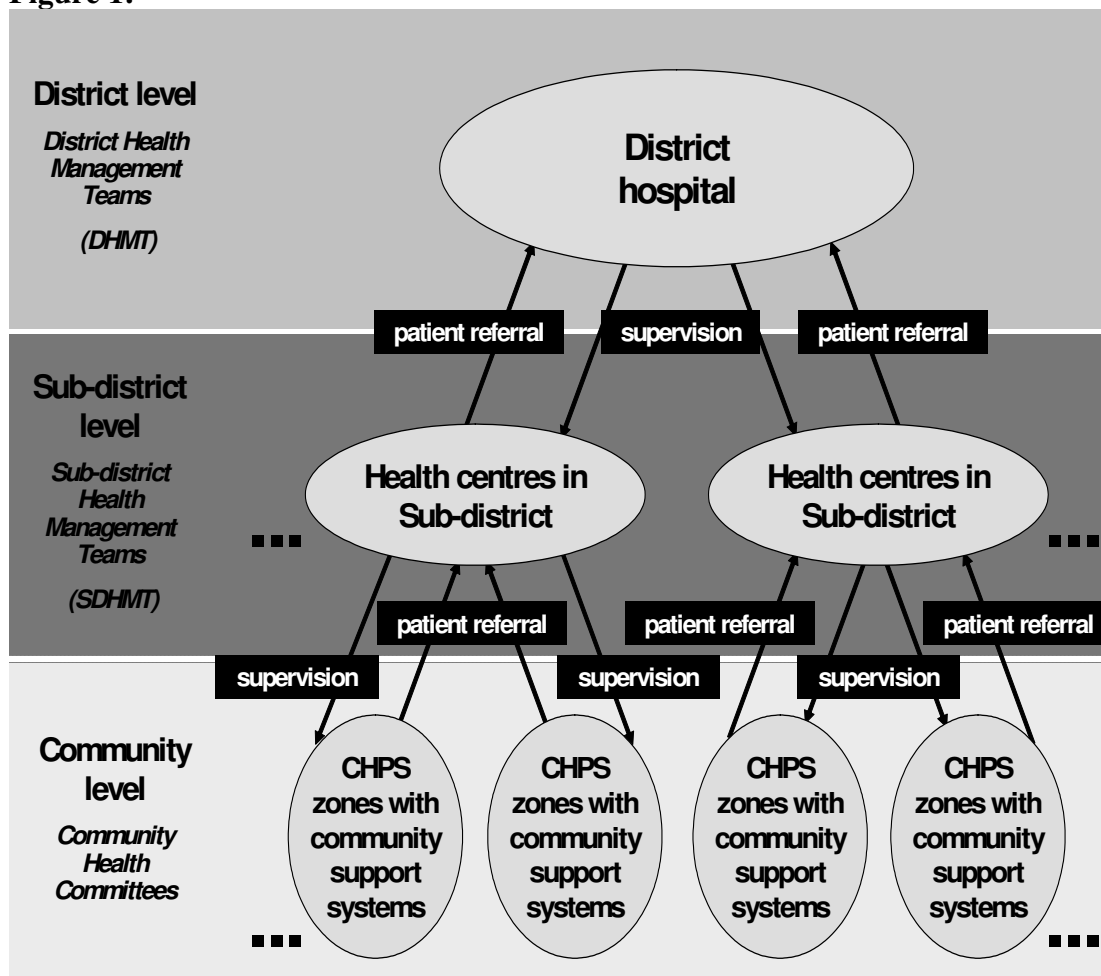 Figure 1:
District level
District Health
Management
Teams
(DHMT)
District
hospital
patient referral
supervision
patient referral
Sub-district
level
Sub-district
Health
Management
Teams
(SDHMT)
Health centres in
Sub-district
Health centres in
Sub-district
patient referral
patient referral
patient referral
supervision
supervision
supervision
Community
level
Community
Health
Committees
CHPS
zones with
community
support
systems
CHPS
zones with
community
support
systems
CHPS
zones with
community
support
systems
CHPS
zones with
community
support
systems